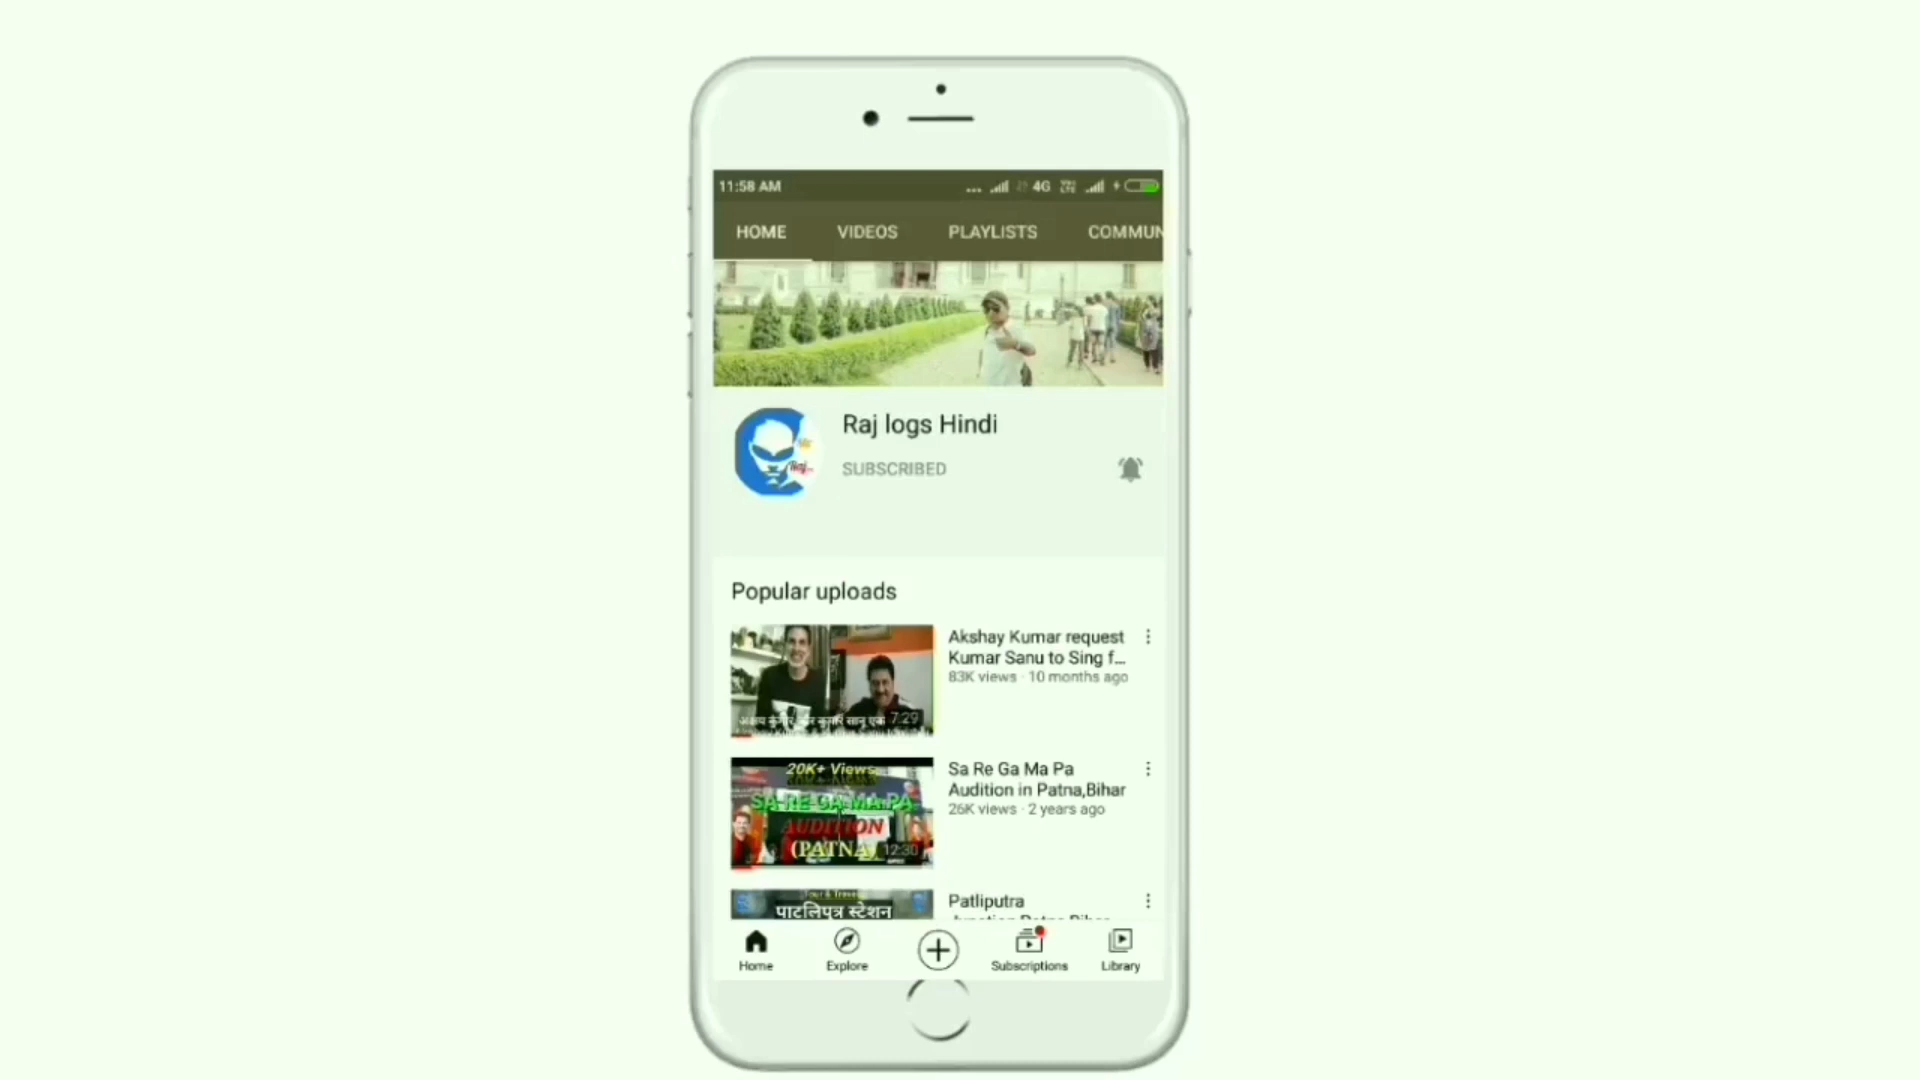 11:58 AM
4G
HOME VIDEOS PLAYLISTS COMMUN
Raj logs Hindi
SUBSCRIBED
Popular uploads
Akshay Kumar request
Kumar Sanu to Sing f...
83K views · 10 months ago
7:29
20K+ Views
SA RE GA MA PA
AUDITION
(PATNA)
12:30
Sa Re Ga Ma Pa
Audition in Patna,Bihar
26K views · 2 years ago
पाटलिपुत्र स्टेशन
Patliputra
Home Explore Subscriptions Library